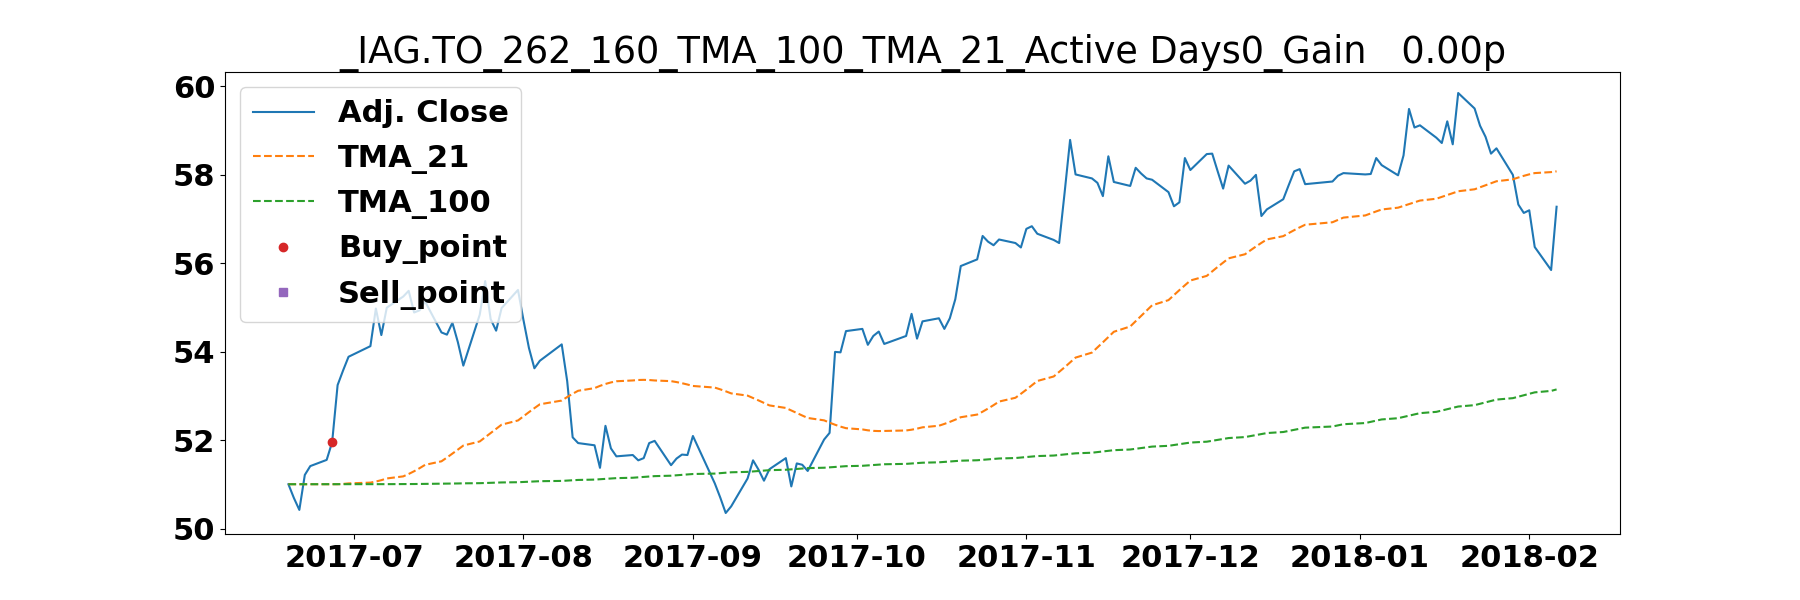 _IAG.TO_262_160_TMA_100_TMA_21_Active Days0_Gain   0.00p
60
58
56
54
52
50
Adj. Close
TMA_21
TMA_100
Buy_point
Sell_point
2017-07 2017-08 2017-09 2017-10 2017-11 2017-12 2018-01 2018-02